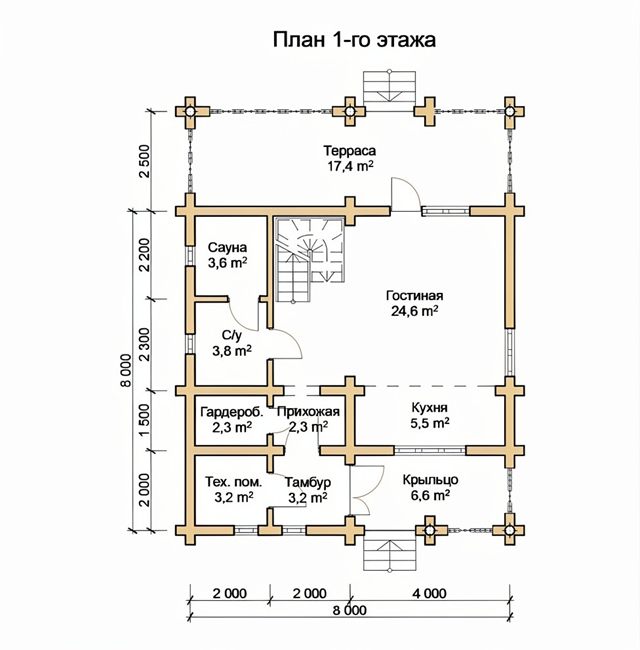 План 1-го этажа
Терраса
17,4 m²
2 500
Сауна
3,6 m²
2 200
Гостиная
24,6 m²
С/у
3,8 m²
2 300
8 000
Гардероб.
2,3 m²
Прихожая
2,3 m²
Кухня
5,5 m²
1 500
Тех. пом.
3,2 m²
Тамбур
3,2 m²
Крыльцо
6,6 m²
2 000
2 000
2 000
4 000
8 000